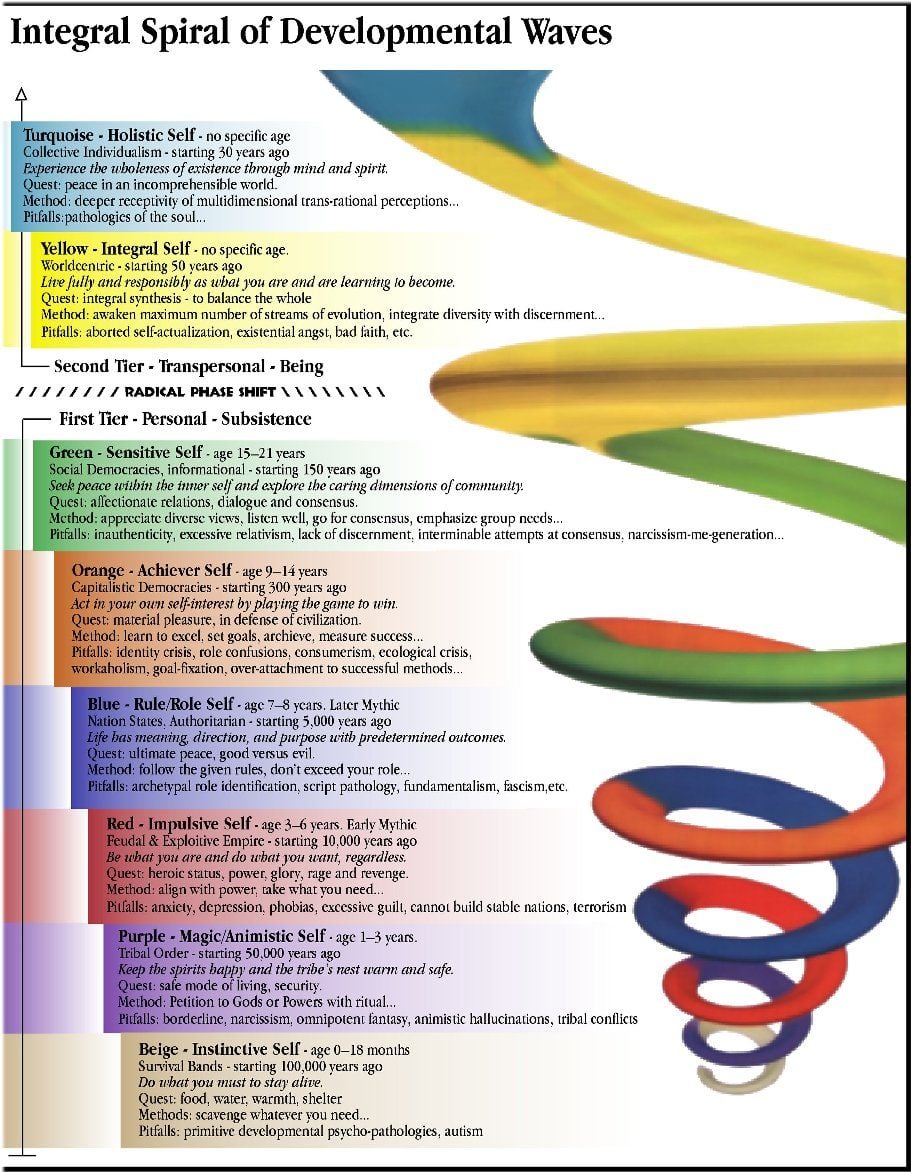 Integral Spiral of Developmental Waves
Turquoise - Holistic Self - no specific age
Collective Individualism - starting 30 years ago
Experience the wholeness of existence through mind and spirit.
Quest: peace in an incomprehensible world.
Method: deeper receptivity of multidimensional trans-rational perceptions...
Pitfalls:pathologies of the soul...
Yellow - Integral Self - no specific age.
Worldcentric - starting 50 years ago
Live fully and responsibly as what you are and are learning to become.
Quest: integral synthesis - to balance the whole
Method: awaken maximum number of streams of evolution, integrate diversity with discernment...
Pitfalls: aborted self-actualization, existential angst, bad faith, etc.
Second Tier - Transpersonal - Being
/ / / / / / / / RADICAL PHASE SHIFT \ \ \ \ \ \ \ \
First Tier - Personal - Subsistence
Green - Sensitive Self - age 15–21 years
Social Democracies, informational - starting 150 years ago
Seek peace within the inner self and explore the caring dimensions of community.
Quest: affectionate relations, dialogue and consensus.
Method: appreciate diverse views, listen well, go for consensus, emphasize group needs...
Pitfalls: inauthenticity, excessive relativism, lack of discernment, interminable attempts at consensus, narcissism-me-generation...
Orange - Achiever Self - age 9–14 years
Capitalistic Democracies - starting 300 years ago
Act in your own self-interest by playing the game to win.
Quest: material pleasure, in defense of civilization.
Method: learn to excel, set goals, achieve, measure success...
Pitfalls: identity crisis, role confusions, consumerism, ecological crisis,
workaholism, goal-fixation, over-attachment to successful methods...
Blue - Rule/Role Self - age 7–8 years. Later Mythic
Nation States, Authoritarian - starting 5,000 years ago
Life has meaning, direction, and purpose with predetermined outcomes.
Quest: ultimate peace, good versus evil.
Method: follow the given rules, don't exceed your role...
Pitfalls: archetypal role identification, script pathology, fundamentalism, fascism,etc.
Red - Impulsive Self - age 3–6 years. Early Mythic
Feudal & Exploitive Empire - starting 10,000 years ago
Be what you are and do what you want, regardless.
Quest: heroic status, power, glory, rage and revenge.
Method: align with power, take what you need...
Pitfalls: anxiety, depression, phobias, excessive guilt, cannot build stable nations, terrorism
Purple - Magic/Animistic Self - age 1–3 years.
Tribal Order - starting 50,000 years ago
Keep the spirits happy and the tribe's nest warm and safe.
Quest: safe mode of living, security.
Method: Petition to Gods or Powers with ritual...
Pitfalls: borderline, narcissism, omnipotent fantasy, animistic hallucinations, tribal conflicts
Beige - Instinctive Self - age 0–18 months
Survival Bands - starting 100,000 years ago
Do what you must to stay alive.
Quest: food, water, warmth, shelter
Methods: scavenge whatever you need...
Pitfalls: primitive developmental psycho-pathologies, autism